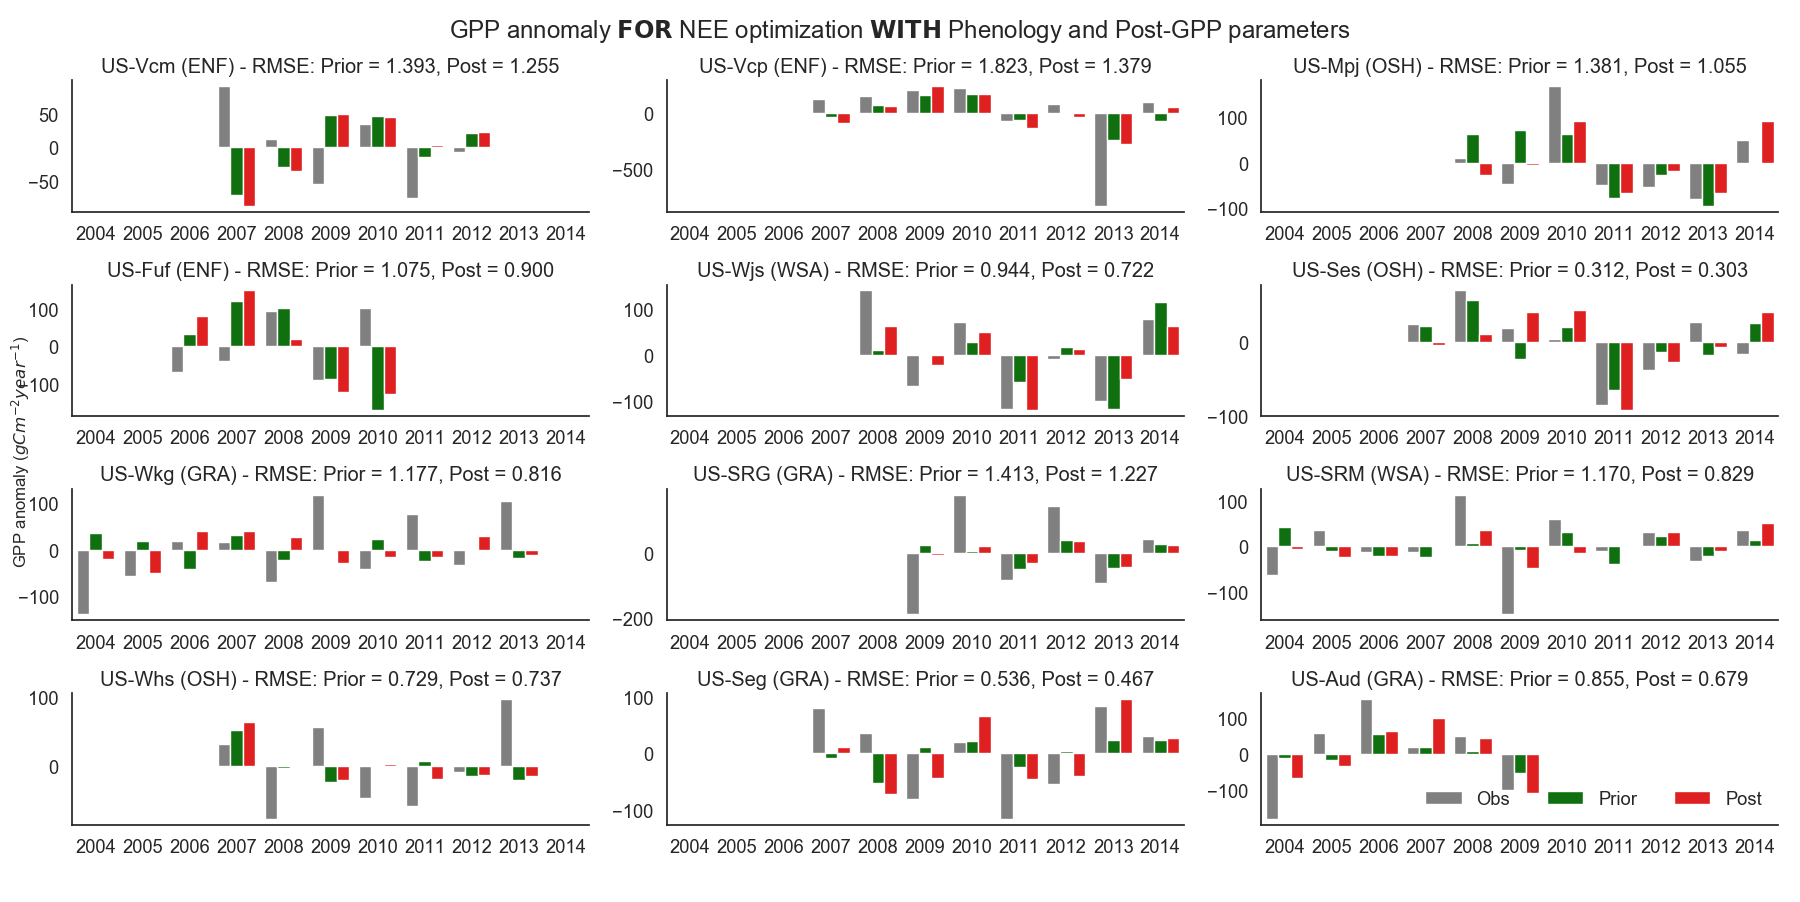 GPP annomaly FOR NEE optimization WITH Phenology and Post-GPP parameters
GPP anomaly (gCm⁻²year⁻¹)
US-Vcm (ENF) - RMSE: Prior = 1.393, Post = 1.255
50
0
−50
2004 2005 2006 2007 2008 2009 2010 2011 2012 2013 2014
US-Vcp (ENF) - RMSE: Prior = 1.823, Post = 1.379
0
−500
2004 2005 2006 2007 2008 2009 2010 2011 2012 2013 2014
US-Mpj (OSH) - RMSE: Prior = 1.381, Post = 1.055
100
0
−100
2004 2005 2006 2007 2008 2009 2010 2011 2012 2013 2014
US-Fuf (ENF) - RMSE: Prior = 1.075, Post = 0.900
100
0
−100
2004 2005 2006 2007 2008 2009 2010 2011 2012 2013 2014
US-Wjs (WSA) - RMSE: Prior = 0.944, Post = 0.722
100
0
−100
2004 2005 2006 2007 2008 2009 2010 2011 2012 2013 2014
US-Ses (OSH) - RMSE: Prior = 0.312, Post = 0.303
0
−100
2004 2005 2006 2007 2008 2009 2010 2011 2012 2013 2014
US-Wkg (GRA) - RMSE: Prior = 1.177, Post = 0.816
100
0
−100
2004 2005 2006 2007 2008 2009 2010 2011 2012 2013 2014
US-SRG (GRA) - RMSE: Prior = 1.413, Post = 1.227
0
−200
2004 2005 2006 2007 2008 2009 2010 2011 2012 2013 2014
US-SRM (WSA) - RMSE: Prior = 1.170, Post = 0.829
100
0
−100
2004 2005 2006 2007 2008 2009 2010 2011 2012 2013 2014
US-Whs (OSH) - RMSE: Prior = 0.729, Post = 0.737
100
0
2004 2005 2006 2007 2008 2009 2010 2011 2012 2013 2014
US-Seg (GRA) - RMSE: Prior = 0.536, Post = 0.467
100
0
−100
2004 2005 2006 2007 2008 2009 2010 2011 2012 2013 2014
US-Aud (GRA) - RMSE: Prior = 0.855, Post = 0.679
100
0
−100
Obs Prior Post
2004 2005 2006 2007 2008 2009 2010 2011 2012 2013 2014